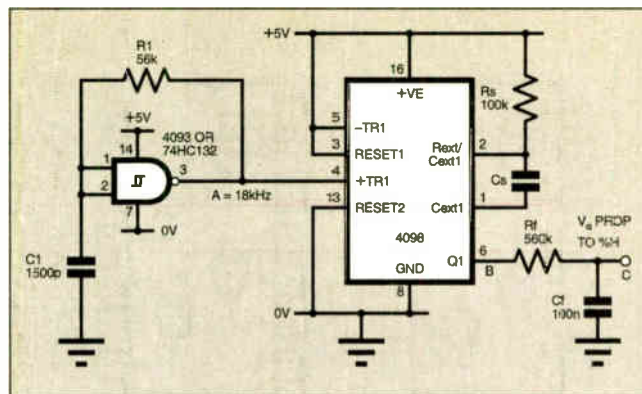 +5V
R1
56k
+5V
4093 OR
74HC132
14
1
2
3
7
0V
A = 18kHz
C1
1500p
16
+VE
5
–TR1
3
RESET1
4
+TR1
13
RESET2
4098
GND
8
0V
Rext/
Cext1
2
Cext1
1
Q1
6
B
Rs
100k
Cs
Rf
560k
Vo PROP
TO %H
C
Cf
100n